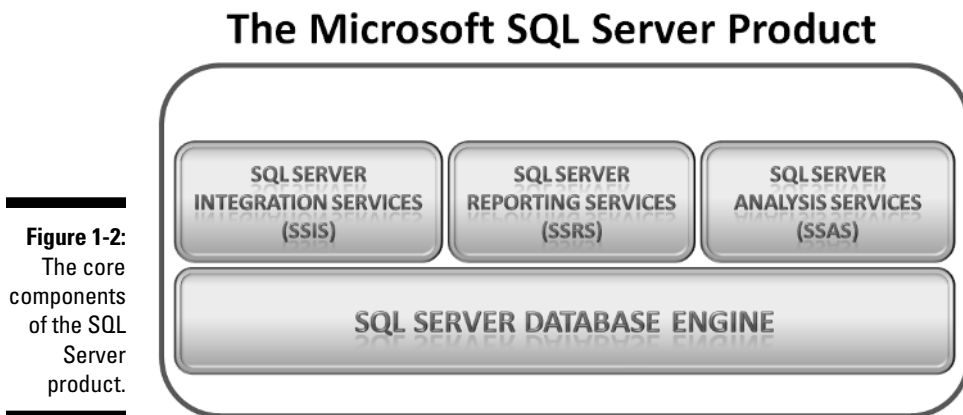 The Microsoft SQL Server Product
SQL SERVER
INTEGRATION SERVICES
(SSIS)
SQL SERVER
REPORTING SERVICES
(SSRS)
SQL SERVER
ANALYSIS SERVICES
(SSAS)
SQL SERVER DATABASE ENGINE
Figure 1-2:
The core
components
of the SQL
Server
product.